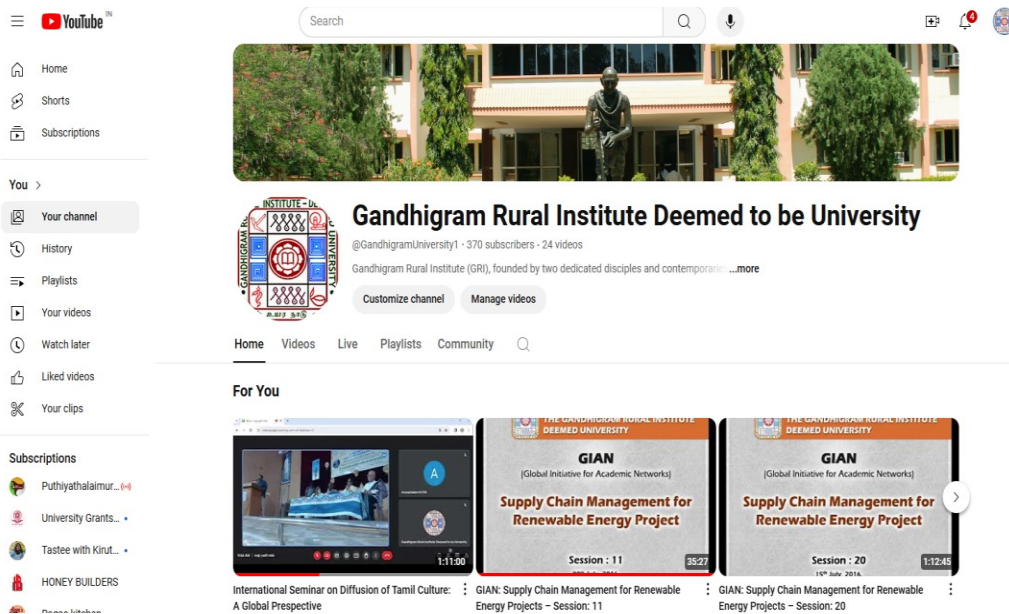 YouTube IN
Search
4
Home
Shorts
Subscriptions
You
Your channel
History
Playlists
Your videos
Watch later
Liked videos
Your clips
Subscriptions
Puthiyathalaimur...
University Grants...
Tastee with Kirut...
HONEY BUILDERS
INSTITUTE - DE
GANDHIGRAM RU
UNIVERSITY
Gandhigram Rural Institute Deemed to be University
@GandhigramUniversity1 · 370 subscribers · 24 videos
Gandhigram Rural Institute (GRI), founded by two dedicated disciples and contemporaries ...more
Customize channel
Manage videos
Home
Videos
Live
Playlists
Community
For You
A
1:11:00
International Seminar on Diffusion of Tamil Culture:
A Global Prespective
THE GANDHIGRAM RURAL INSTITUTE
DEEMED UNIVERSITY
GIAN
(Global Initiative for Academic Networks)
Supply Chain Management for
Renewable Energy Project
Session : 11
35:27
GIAN: Supply Chain Management for Renewable
Energy Projects – Session: 11
THE GANDHIGRAM RURAL INSTITUTE
DEEMED UNIVERSITY
GIAN
(Global Initiative for Academic Networks)
Supply Chain Management for
Renewable Energy Project
Session : 20
15th July 2016
1:12:45
GIAN: Supply Chain Management for Renewable
Energy Projects – Session: 20